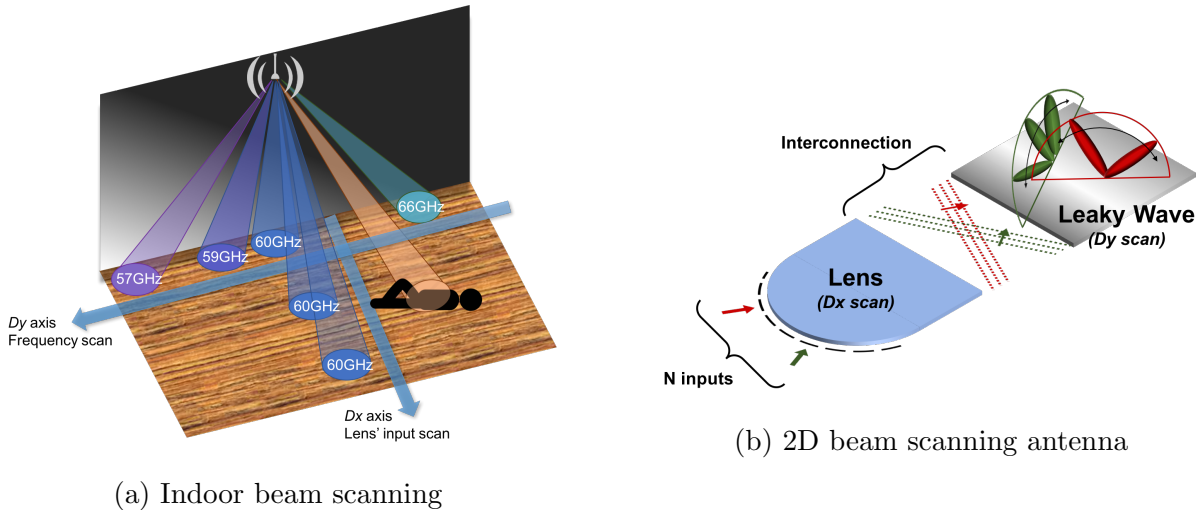 66GHz
60GHz
59GHz
57GHz
60GHz
60GHz
Dy axis
Frequency scan
Dx axis
Lens' input scan
(a) Indoor beam scanning
Interconnection
Leaky Wave
(Dy scan)
Lens
(Dx scan)
N inputs
(b) 2D beam scanning antenna